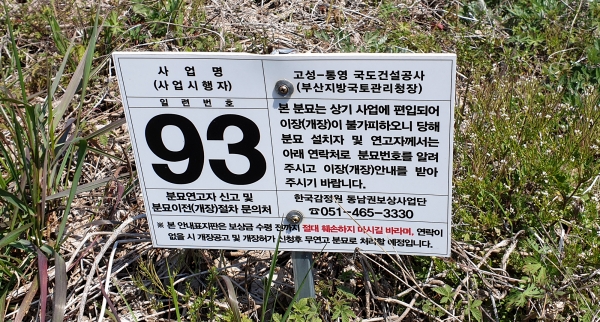 사 업 명
(사업시행자)
고성-통영 국도건설공사
(부산지방국토관리청장)
일 련 번 호
93
본 분묘는 상기 사업에 편입되어
이장(개장)이 불가피하오니 당해
분묘 설치자 및 연고자께서는
아래 연락처로 분묘번호를 알려
주시고 이장(개장)안내를 받아
주시기 바랍니다.
분묘연고자 신고 및
분묘이전(개장)절차 문의처
한국감정원 동남권보상사업단
☎051-465-3330
※ 본 안내표지판은 보상금 수령 전까지 절대 훼손하지 마시길 바라며, 연락이
없을 시 개장공고 및 개장허가 신청후 무연고 분묘로 처리할 예정입니다.